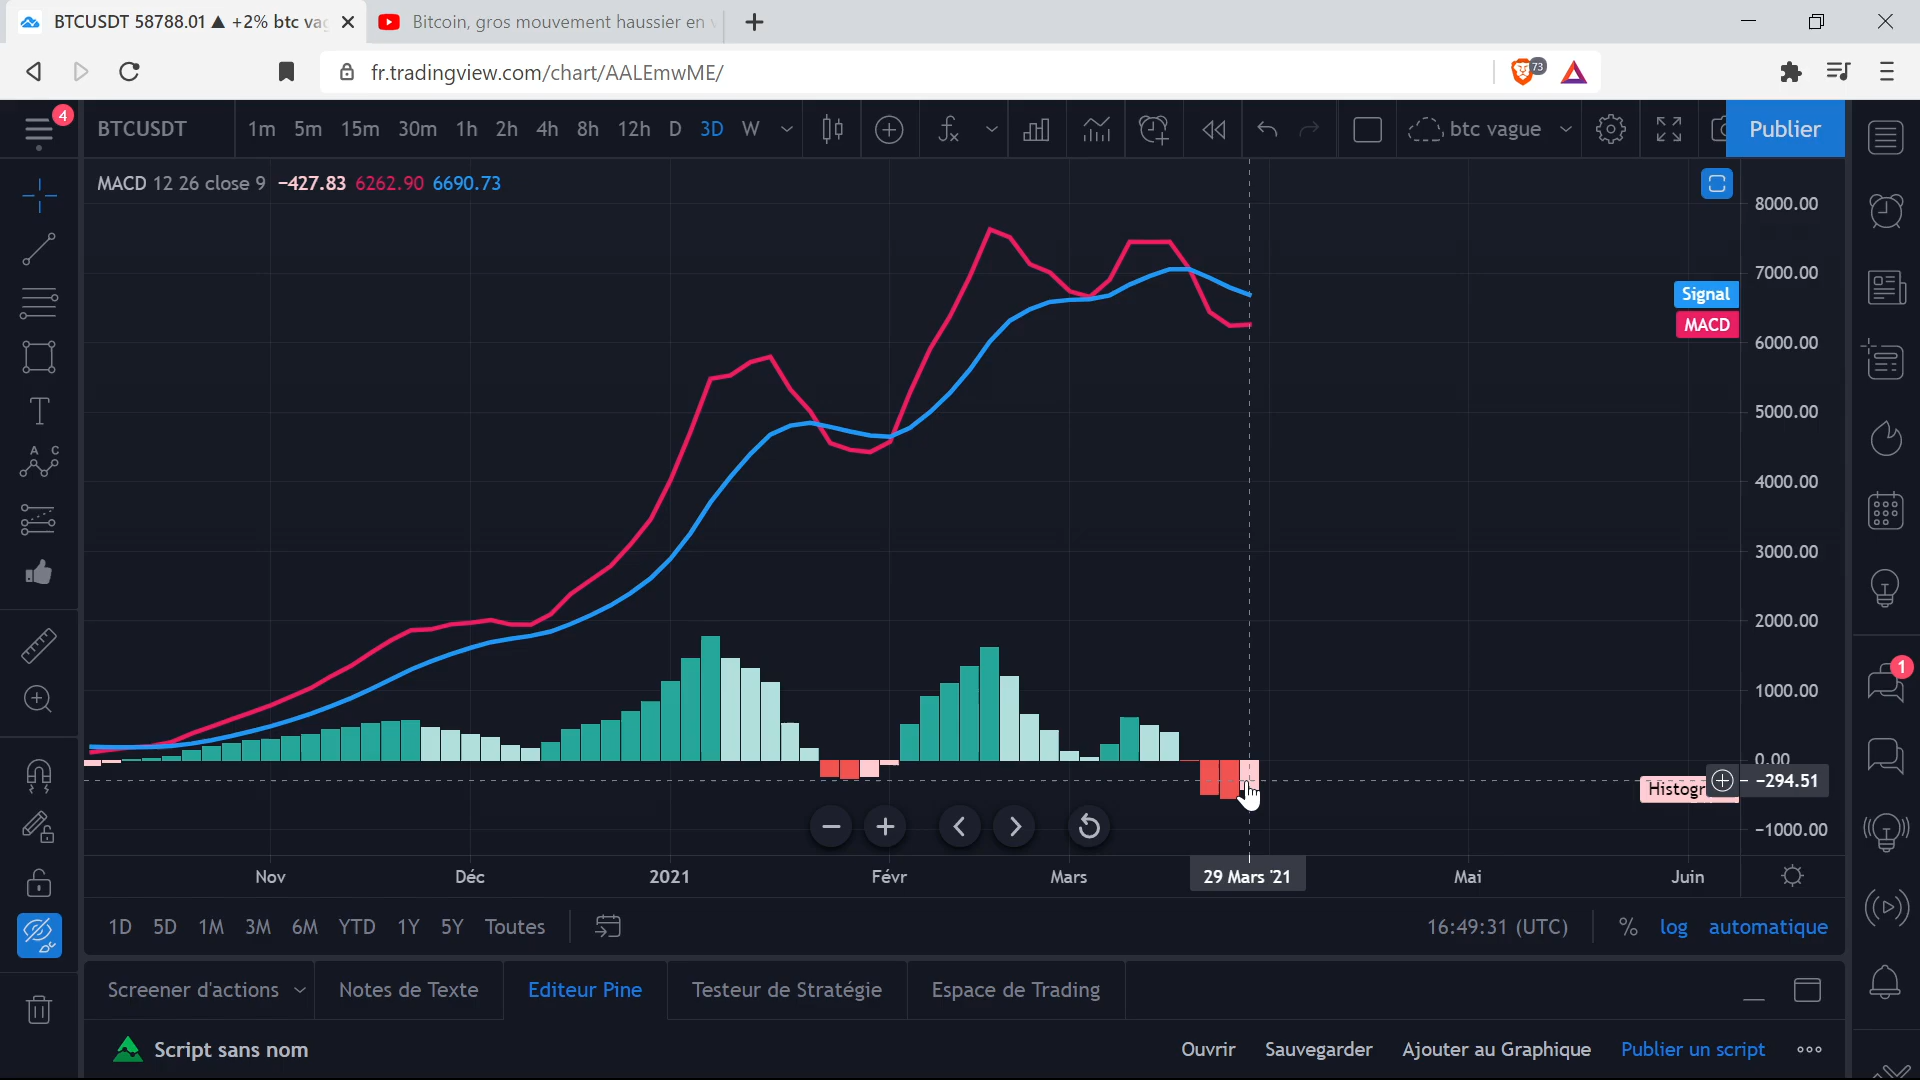 BTCUSDT 58788.01 ▲ +2% btc va
Bitcoin, gros mouvement haussier en
fr.tradingview.com/chart/AALEmwME/
73
4
BTCUSDT 1m 5m 15m 30m 1h 2h 4h 8h 12h D 3D W btc vague Publier
MACD 12 26 close 9 -427.83 6262.90 6690.73
8000.00
7000.00
Signal
MACD
6000.00
5000.00
4000.00
3000.00
2000.00
1000.00
0.00
-294.51
Histogr
-1000.00
A C
1
Nov Déc 2021 Févr Mars 29 Mars '21 Mai Juin
1D 5D 1M 3M 6M YTD 1Y 5Y Toutes 16:49:31 (UTC) % log automatique
Screener d'actions Notes de Texte Editeur Pine Testeur de Stratégie Espace de Trading
Script sans nom Ouvrir Sauvegarder Ajouter au Graphique Publier un script